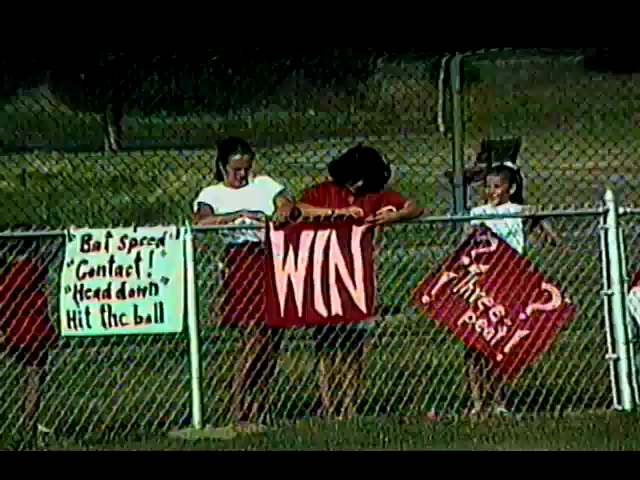 "Bat speed"
"Contact!
"Head down"
Hit the ball
WIN
? Three- ?
! peat !